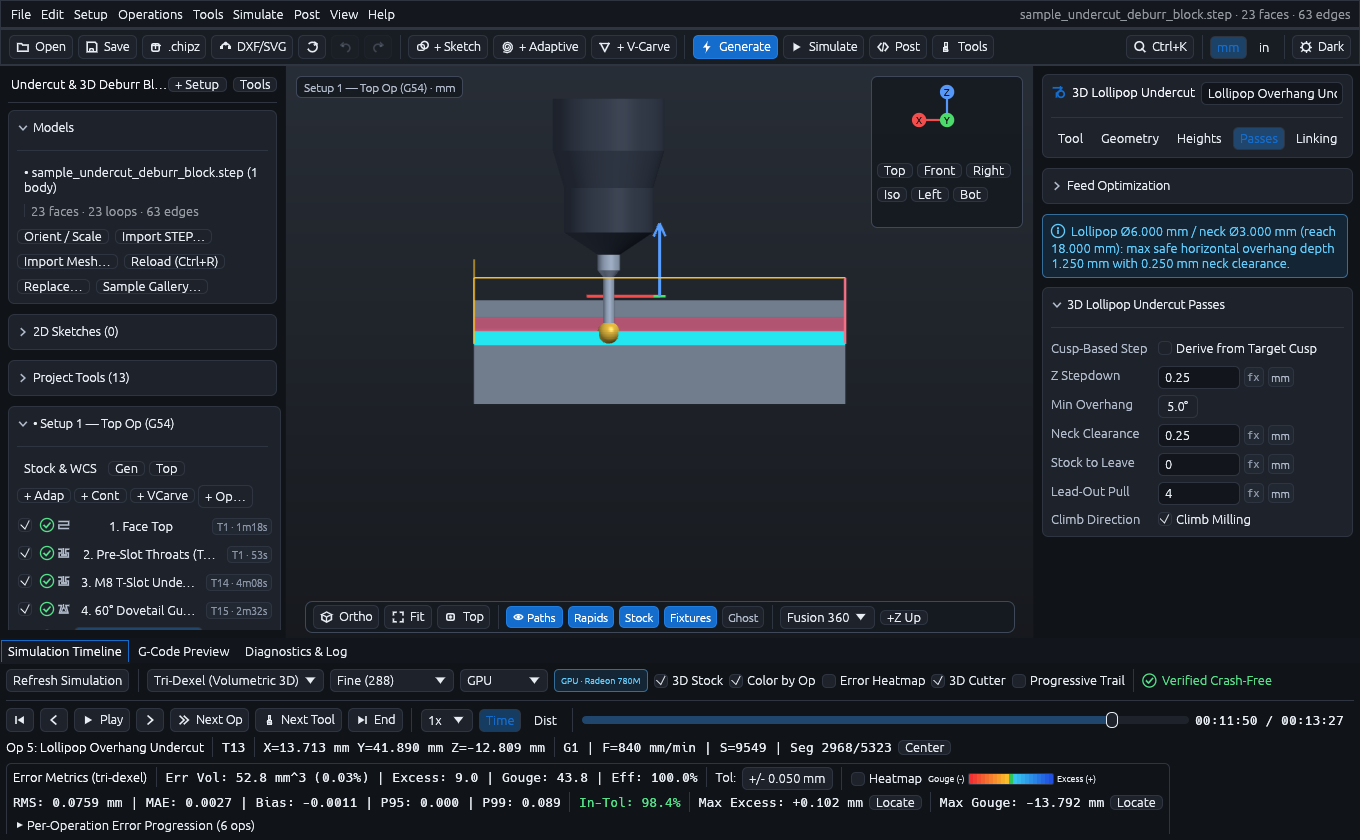 File Edit Setup Operations Tools Simulate Post View Help
sample_undercut_deburr_block.step · 23 faces · 63 edges
Open Save .chipz DXF/SVG + Sketch + Adaptive + V-Carve Generate Simulate Post Tools Ctrl+K mm in Dark
Undercut & 3D Deburr Bl... + Setup Tools
Models
• sample_undercut_deburr_block.step (1
body)
23 faces · 23 loops · 63 edges
Orient / Scale Import STEP...
Import Mesh... Reload (Ctrl+R)
Replace... Sample Gallery...
2D Sketches (0)
Project Tools (13)
• Setup 1 — Top Op (G54)
Stock & WCS Gen Top
+ Adap + Cont + VCarve + Op...
1. Face Top T1 · 1m18s
2. Pre-Slot Throats (T... T1 · 53s
3. M8 T-Slot Unde... T14 · 4m08s
4. 60° Dovetail Gu... T15 · 2m32s
Setup 1 — Top Op (G54) · mm
Z
X Y
Top Front Right
Iso Left Bot
Ortho Fit Top Paths Rapids Stock Fixtures Ghost Fusion 360 +Z Up
3D Lollipop Undercut Lollipop Overhang Unc
Tool Geometry Heights Passes Linking
Feed Optimization
Lollipop Ø6.000 mm / neck Ø3.000 mm (reach
18.000 mm): max safe horizontal overhang depth
1.250 mm with 0.250 mm neck clearance.
3D Lollipop Undercut Passes
Cusp-Based Step Derive from Target Cusp
Z Stepdown 0.25 fx mm
Min Overhang 5.0°
Neck Clearance 0.25 fx mm
Stock to Leave 0 fx mm
Lead-Out Pull 4 fx mm
Climb Direction Climb Milling
Simulation Timeline G-Code Preview Diagnostics & Log
Refresh Simulation Tri-Dexel (Volumetric 3D) Fine (288) GPU GPU · Radeon 780M 3D Stock Color by Op Error Heatmap 3D Cutter Progressive Trail Verified Crash-Free
Play Next Op Next Tool End 1x Time Dist 00:11:50 / 00:13:27
Op 5: Lollipop Overhang Undercut T13 X=13.713 mm Y=41.890 mm Z=-12.809 mm G1 | F=840 mm/min | S=9549 | Seg 2968/5323 Center
Error Metrics (tri-dexel) Err Vol: 52.8 mm^3 (0.03%) | Excess: 9.0 | Gouge: 43.8 | Eff: 100.0% Tol: +/- 0.050 mm Heatmap Gouge (-) Excess (+)
RMS: 0.0759 mm | MAE: 0.0027 | Bias: -0.0011 | P95: 0.000 | P99: 0.089 In-Tol: 98.4% Max Excess: +0.102 mm Locate Max Gouge: -13.792 mm Locate
Per-Operation Error Progression (6 ops)